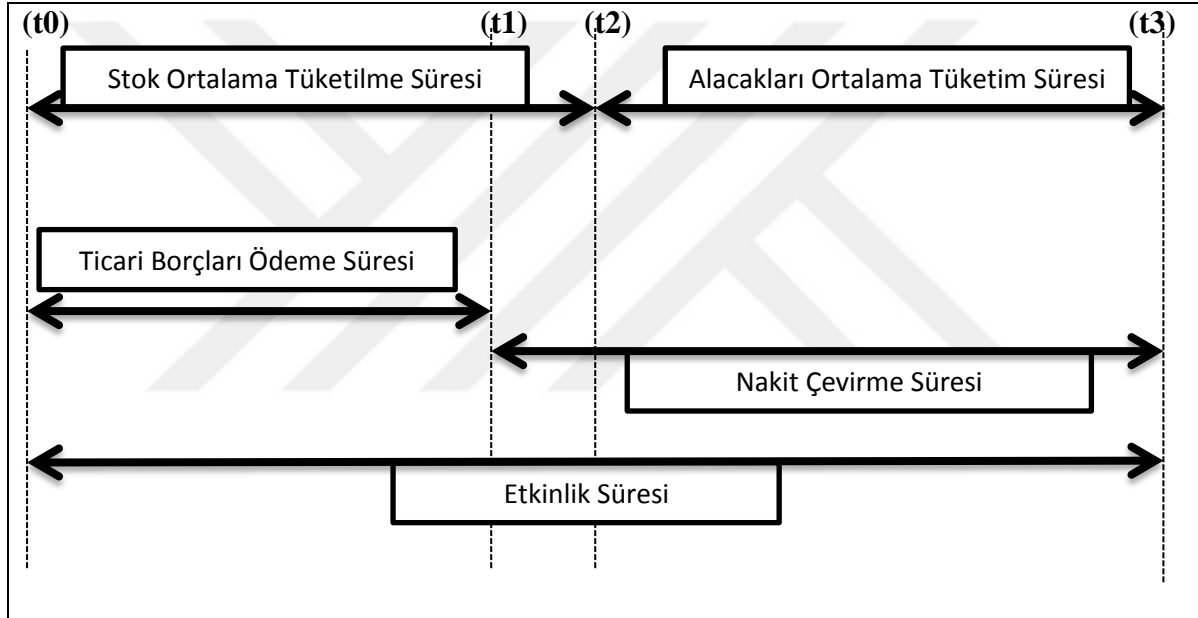 (t0) (t1) (t2) (t3)
Stok Ortalama Tüketilme Süresi Alacakları Ortalama Tüketim Süresi
Ticari Borçları Ödeme Süresi
Nakit Çevirme Süresi
Etkinlik Süresi